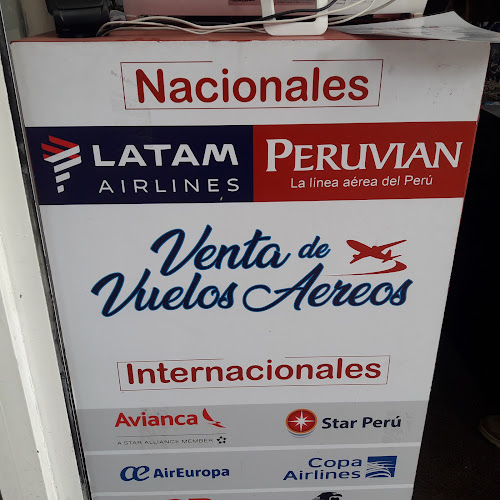 Nacionales
LATAM
AIRLINES
PERUVIAN
La línea aérea del Perú
Venta de
Vuelos Aereos
Internacionales
Avianca
A STAR ALLIANCE MEMBER
Star Perú
AirEuropa
Copa
Airlines